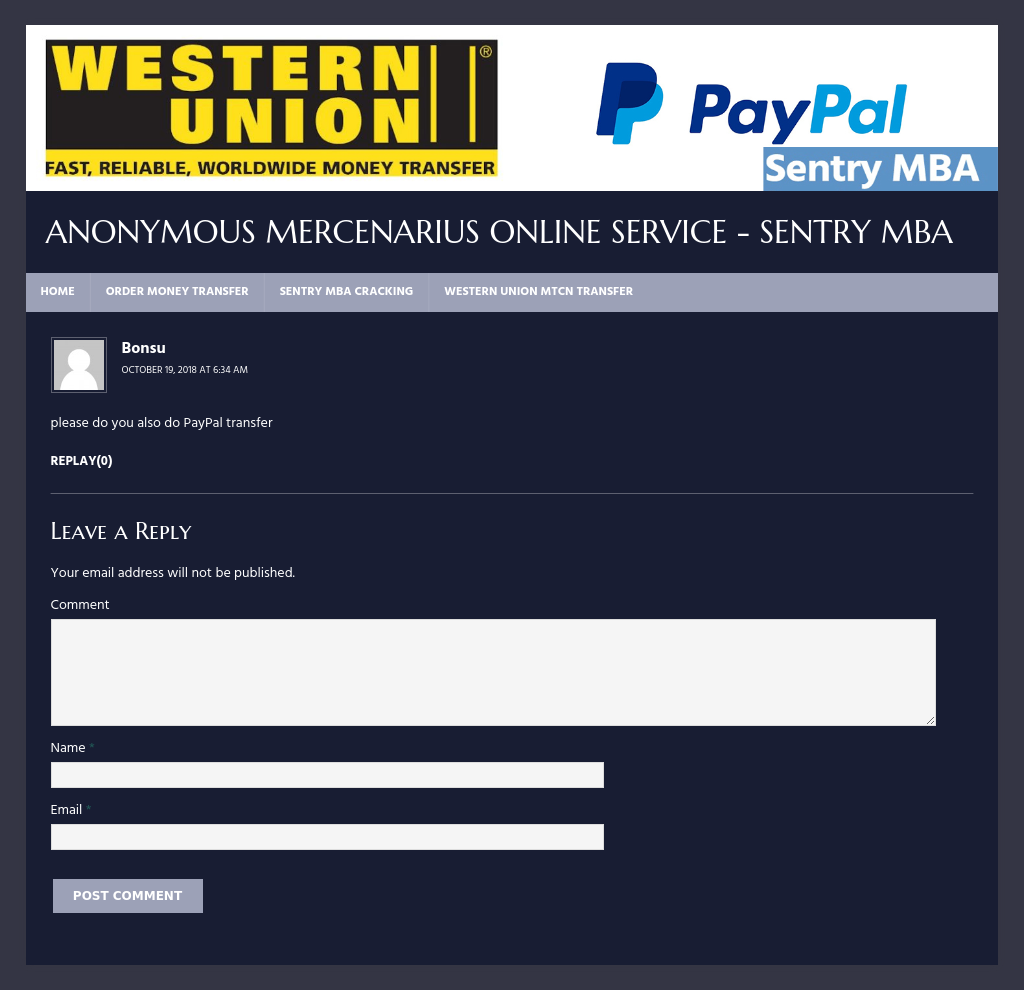 WESTERN
UNION ®
FAST, RELIABLE, WORLDWIDE MONEY TRANSFER
PayPal
Sentry MBA
ANONYMOUS MERCENARIUS ONLINE SERVICE - SENTRY MBA
HOME ORDER MONEY TRANSFER SENTRY MBA CRACKING WESTERN UNION MTCN TRANSFER
Bonsu
OCTOBER 19, 2018 AT 6:34 AM
please do you also do PayPal transfer
REPLAY(0)
Leave a Reply
Your email address will not be published.
Comment
Name *
Email *
POST COMMENT